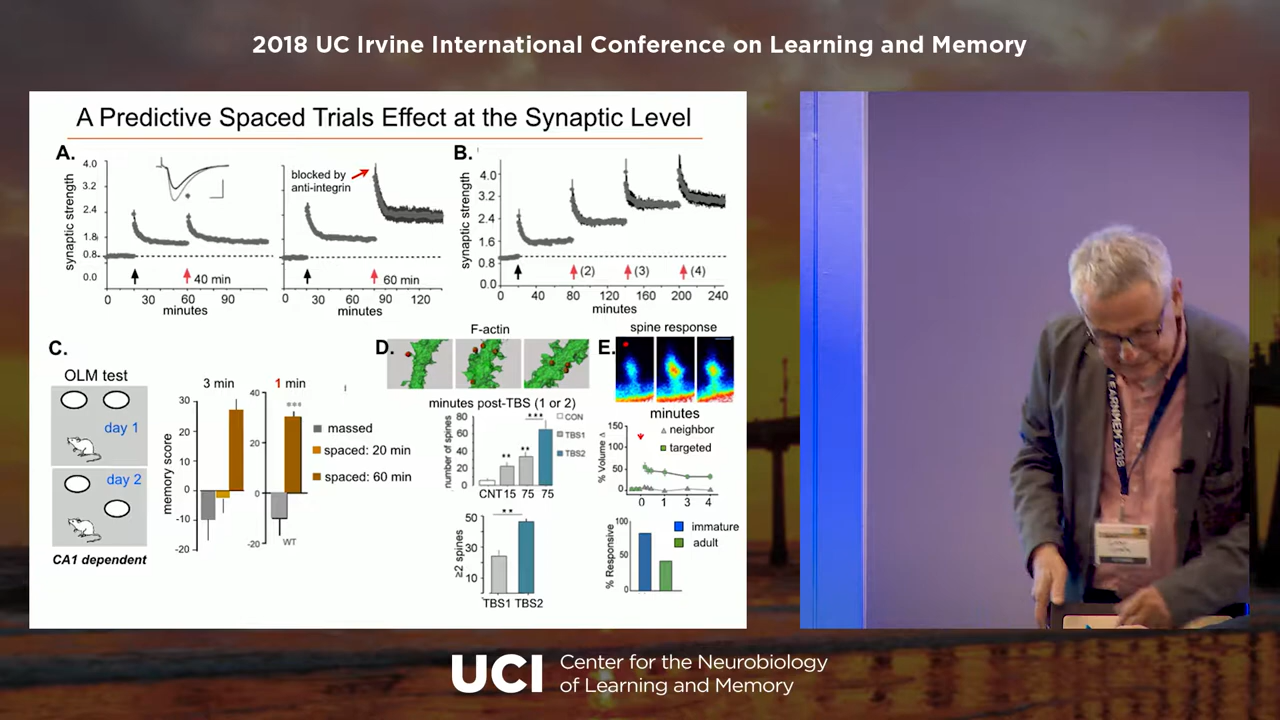 2018 UC Irvine International Conference on Learning and Memory
A Predictive Spaced Trials Effect at the Synaptic Level
A.
synaptic strength
4.0
3.2
2.4
1.8
0.8
0.0
40 min
0
30
60
90
minutes
blocked by
anti-integrin
60 min
0
30
60
90
120
minutes
B.
synaptic strength
4.0
3.2
2.4
1.6
0.8
0.0
(2)
(3)
(4)
0
40
80
120
160
200
240
minutes
C.
OLM test
day 1
day 2
CA1 dependent
3 min
1 min
memory score
30
20
10
0
-10
-20
40
20
0
-20
WT
massed
spaced: 20 min
spaced: 60 min
D.
F-actin
minutes post-TBS (1 or 2)
number of spines
80
60
40
20
0
** ** ***
CON
TBS1
TBS2
CNT 15 75 75
≥2 spines
50
30
10
**
TBS1 TBS2
E.
spine response
minutes
% Volume Δ
150
100
50
0
neighbor
targeted
0 1 3 4
% Responsive
100
50
0
immature
adult
LEARNMEM 2018
UCI
Center for the Neurobiology
of Learning and Memory